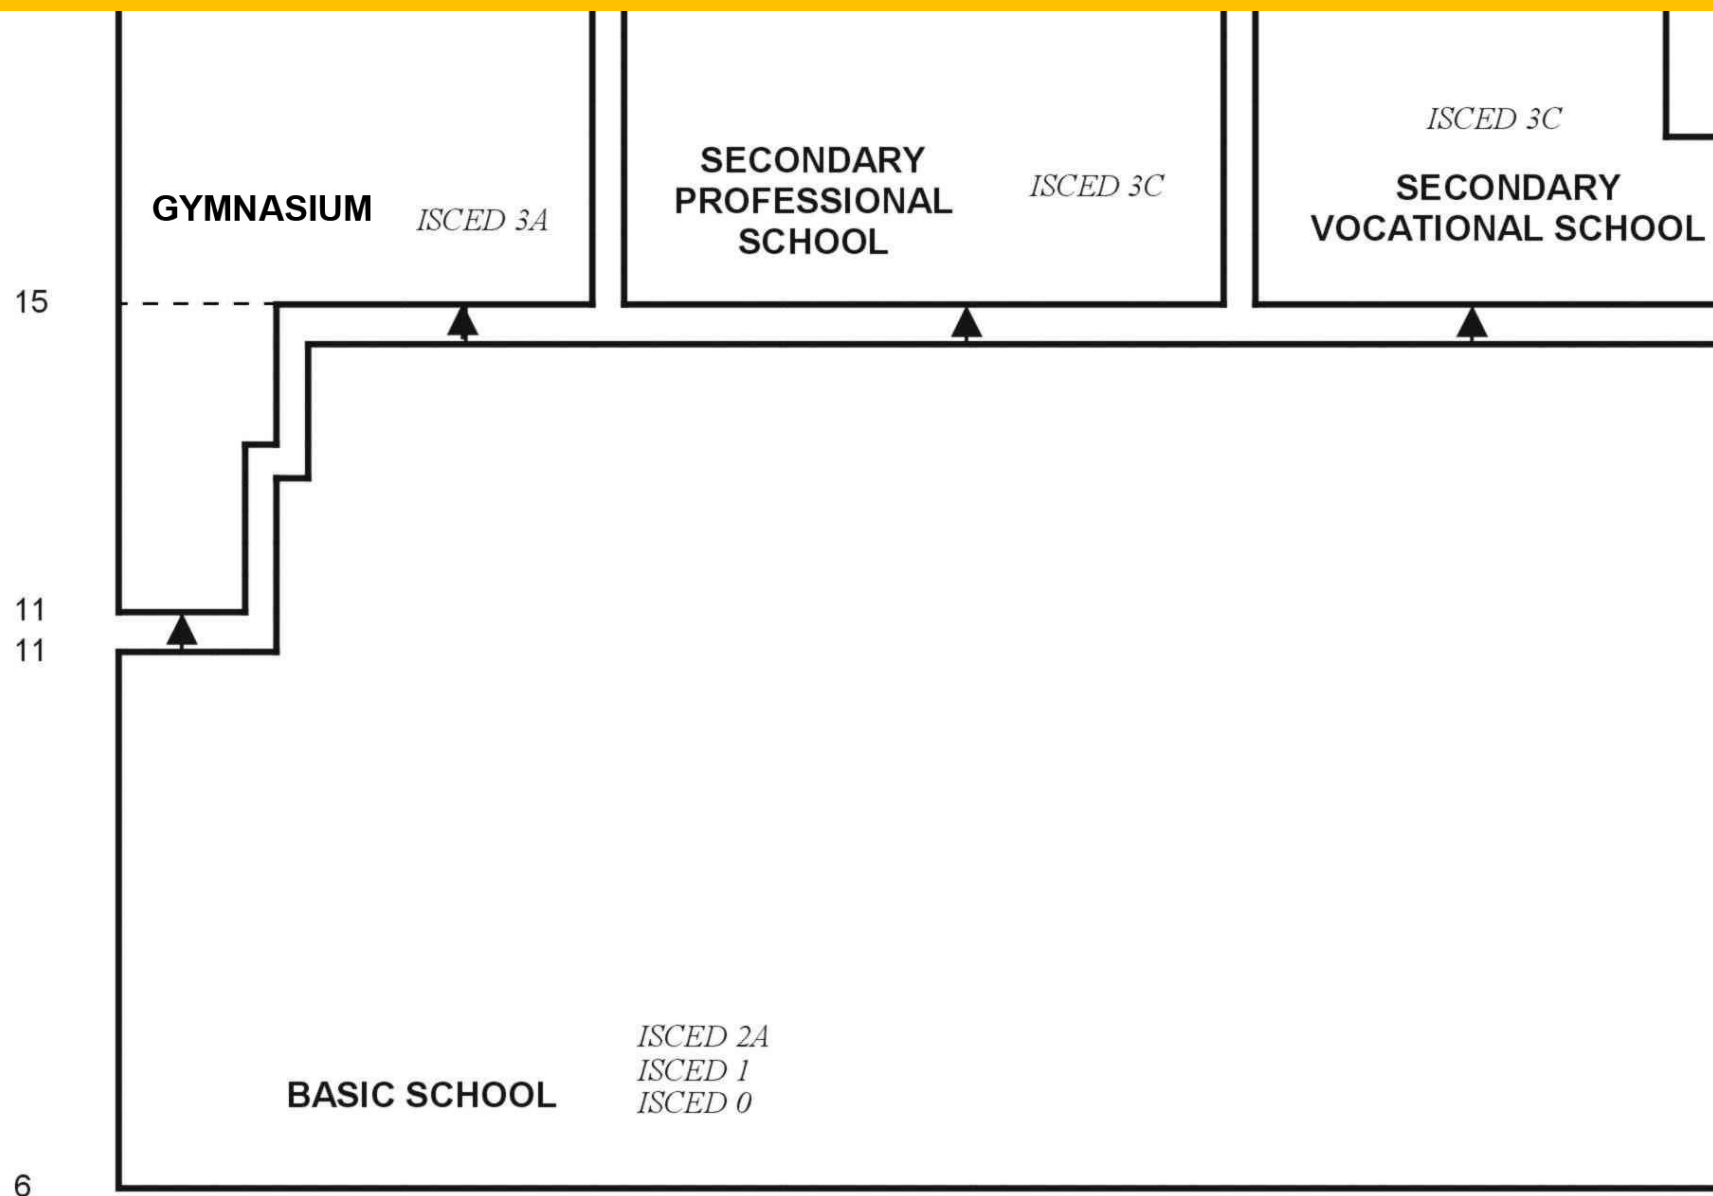 ISCED 3C
SECONDARY
PROFESSIONAL
SCHOOL
ISCED 3C
SECONDARY
VOCATIONAL SCHOOL
GYMNASIUM
ISCED 3A
15
11
11
ISCED 2A
ISCED 1
ISCED 0
BASIC SCHOOL
6